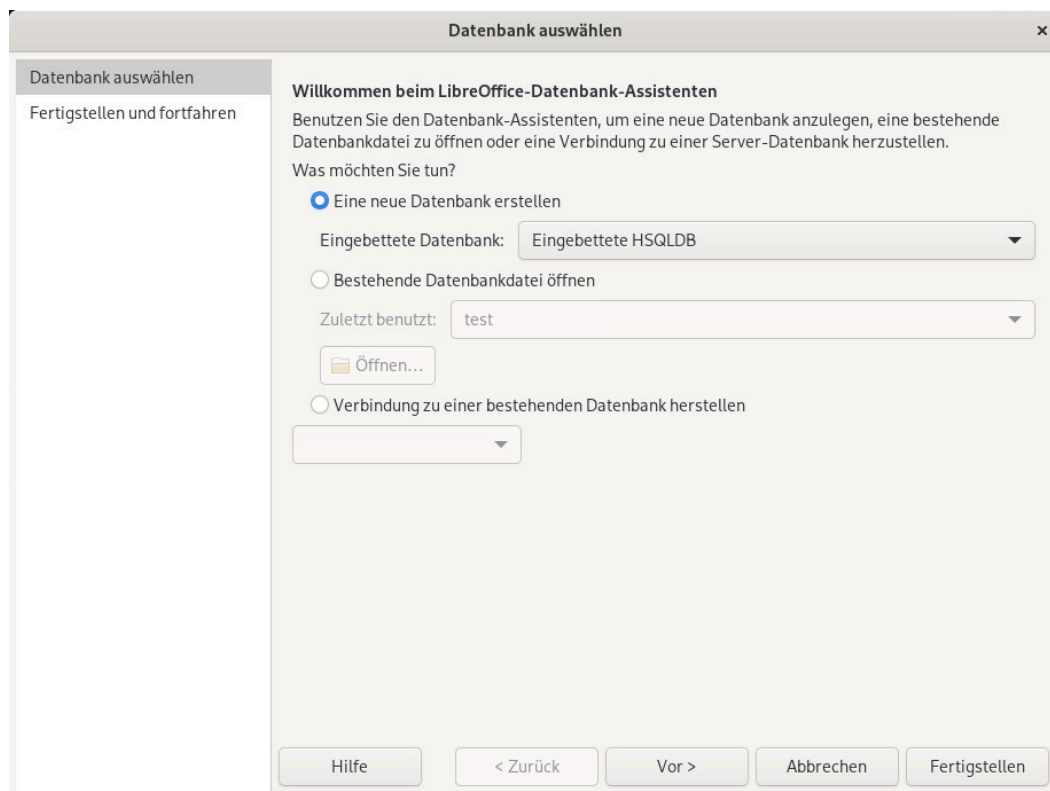 Datenbank auswählen
×
Datenbank auswählen
Fertigstellen und fortfahren
Willkommen beim LibreOffice-Datenbank-Assistenten
Benutzen Sie den Datenbank-Assistenten, um eine neue Datenbank anzulegen, eine bestehende
Datenbankdatei zu öffnen oder eine Verbindung zu einer Server-Datenbank herzustellen.
Was möchten Sie tun?
Eine neue Datenbank erstellen
Eingebettete Datenbank: Eingebettete HSQLDB
Bestehende Datenbankdatei öffnen
Zuletzt benutzt: test
Öffnen...
Verbindung zu einer bestehenden Datenbank herstellen
Hilfe < Zurück Vor > Abbrechen Fertigstellen